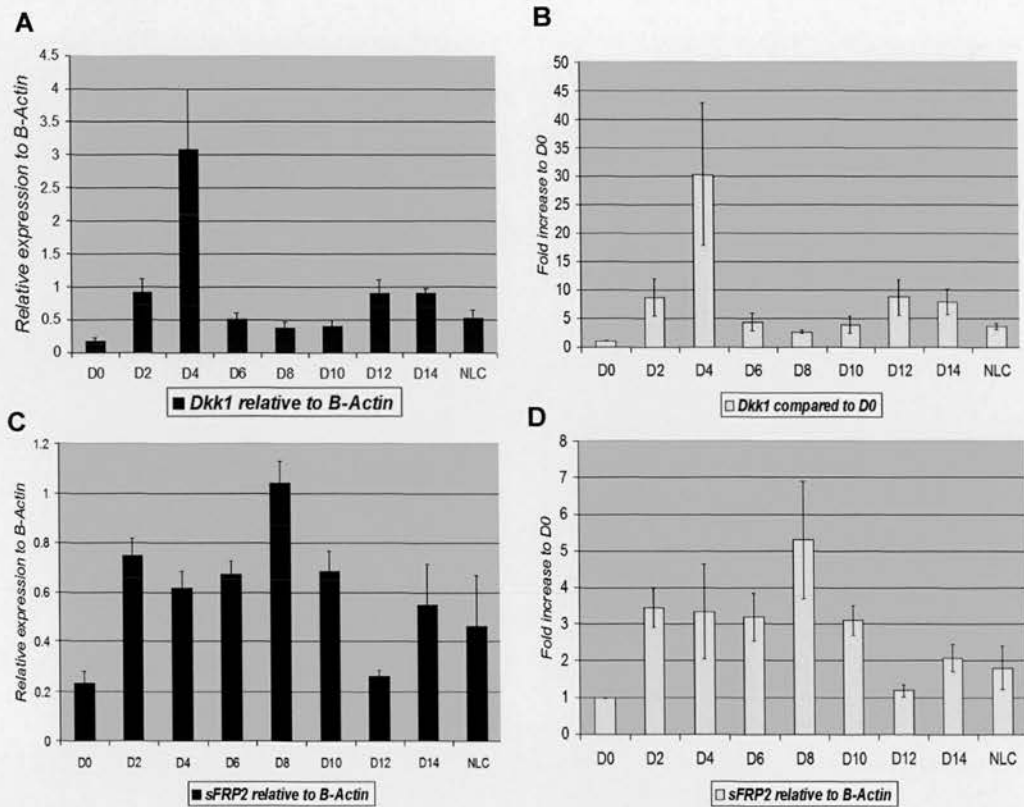 A
Relative expression to B-Actin
4.5
4
3.5
3
2.5
2
1.5
1
0.5
0
D0 D2 D4 D6 D8 D10 D12 D14 NLC
Dkk1 relative to B-Actin
B
Fold increase to D0
50
45
40
35
30
25
20
15
10
5
0
D0 D2 D4 D6 D8 D10 D12 D14 NLC
Dkk1 compared to D0
C
Relative expression to B-Actin
1.2
1
0.8
0.6
0.4
0.2
0
D0 D2 D4 D6 D8 D10 D12 D14 NLC
sFRP2 relative to B-Actin
D
Fold increase to D0
8
7
6
5
4
3
2
1
0
D0 D2 D4 D6 D8 D10 D12 D14 NLC
sFRP2 relative to B-Actin